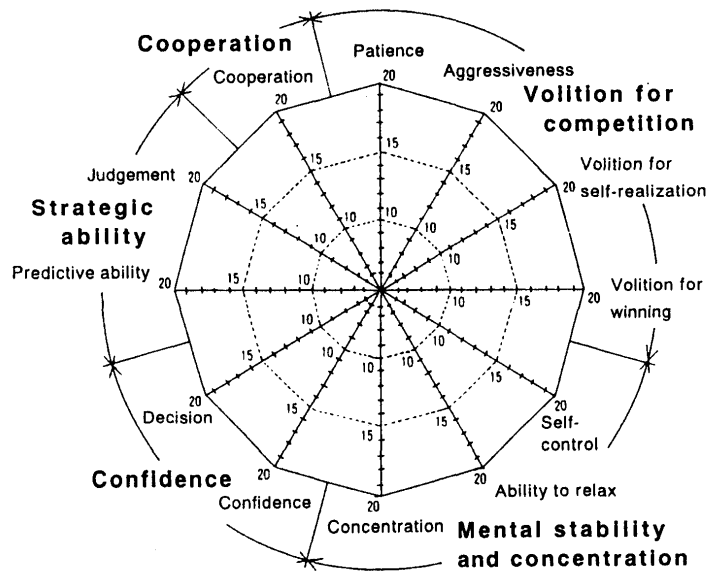 Cooperation
Patience
Aggressiveness
Cooperation
20
Volition for
competition
20
20
15
15
15
Volition for
self-realization
Judgement
20
20
15
Strategic
ability
10
10
10
15
10
10
Predictive ability
20
15
10
10
15
20
Volition for
winning
10
10
10
10
10
15
15
20
20
15
15
Decision
Self-
control
15
20
20
Confidence
Ability to relax
Confidence
20
Concentration
Mental stability
and concentration